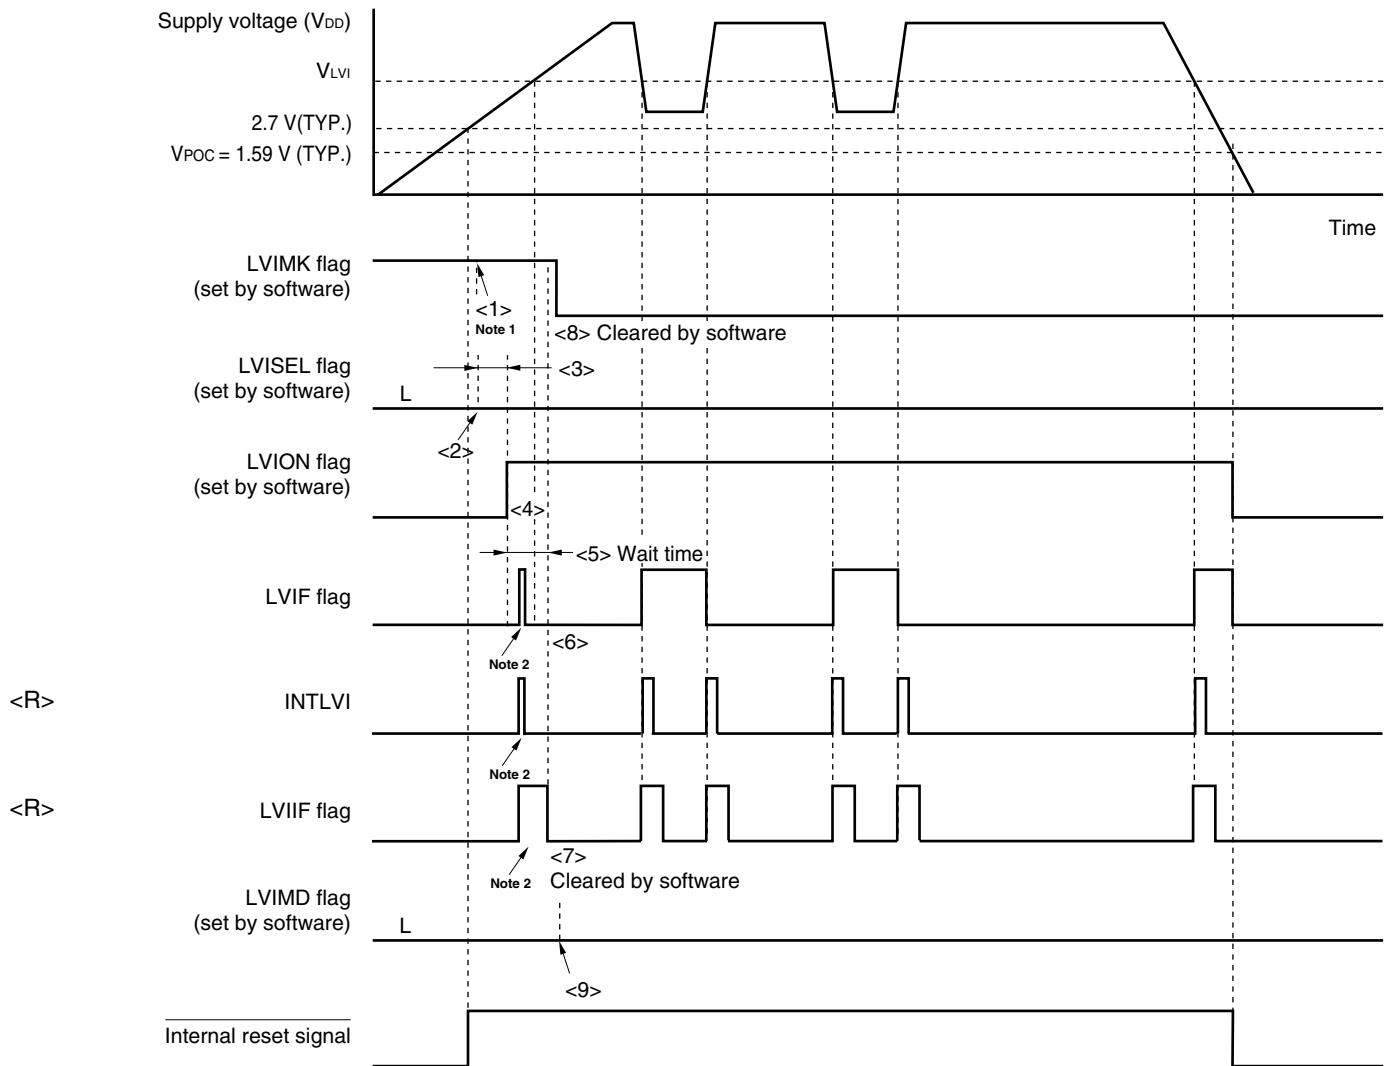 Supply voltage (VDD)
VLVI
2.7 V(TYP.)
VPOC = 1.59 V (TYP.)
Time
LVIMK flag
(set by software)
<1>
Note 1
<8> Cleared by software
LVISEL flag
(set by software)
L
<3>
<2>
LVION flag
(set by software)
<4>
<5> Wait time
LVIF flag
<6>
Note 2
<R>
INTLVI
Note 2
<R>
LVIIF flag
<7>
Note 2
Cleared by software
LVIMD flag
(set by software)
L
<9>
Internal reset signal